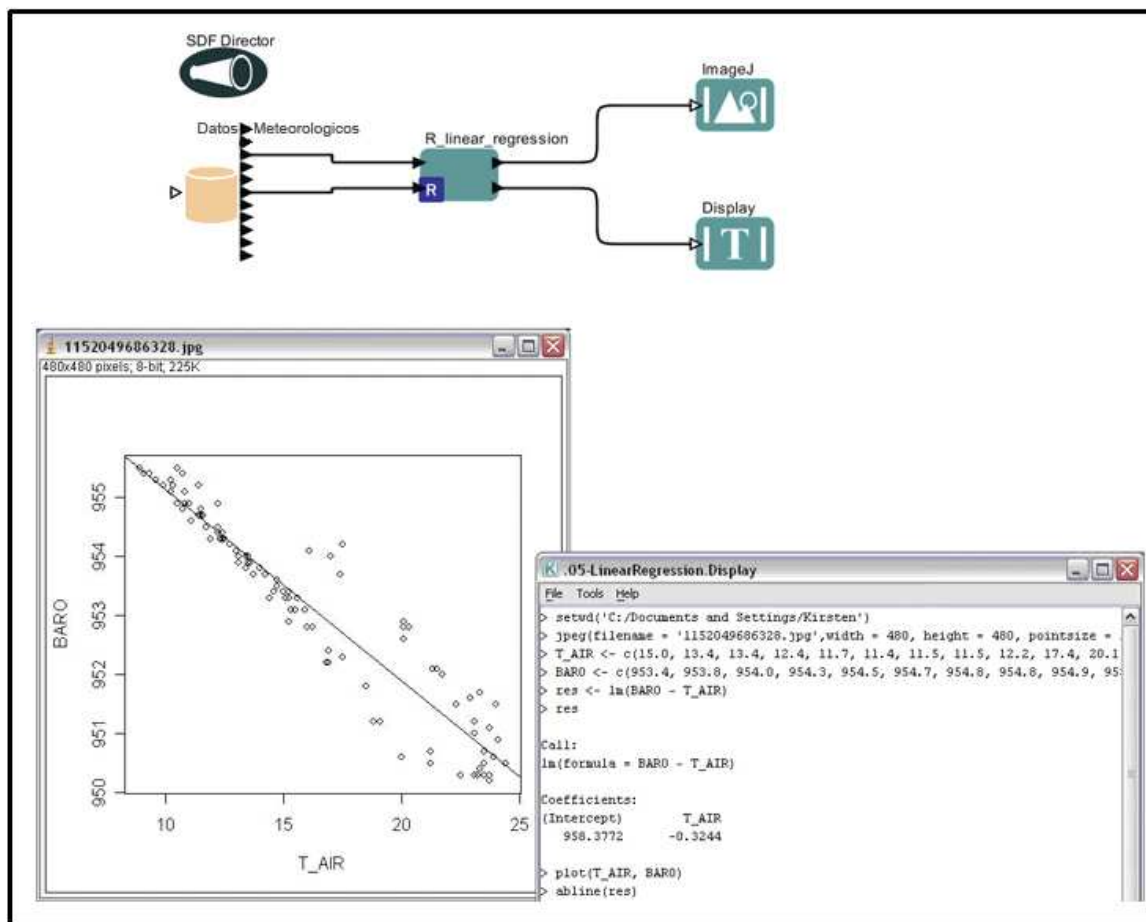 SDF Director
ImageJ
Datos Meteorologicos
R_linear_regression
R
Display
T
1152049686328.jpg
480x480 pixels; 8-bit; 225K
955
954
953
952
951
950
BARO
10 15 20 25
T_AIR
.05-LinearRegression.Display
File Tools Help
> setwd('C:/Documents and Settings/Kirsten')
> jpeg(filename = '1152049686328.jpg',width = 480, height = 480, pointsize =
> T_AIR <- c(15.0, 13.4, 13.4, 12.4, 11.7, 11.4, 11.5, 11.5, 12.2, 17.4, 20.1
> BARO <- c(953.4, 953.8, 954.0, 954.3, 954.5, 954.7, 954.8, 954.8, 954.9, 95
> res <- lm(BARO ~ T_AIR)
> res
Call:
lm(formula = BARO ~ T_AIR)
Coefficients:
(Intercept) T_AIR
958.3772 -0.3244
> plot(T_AIR, BARO)
> abline(res)